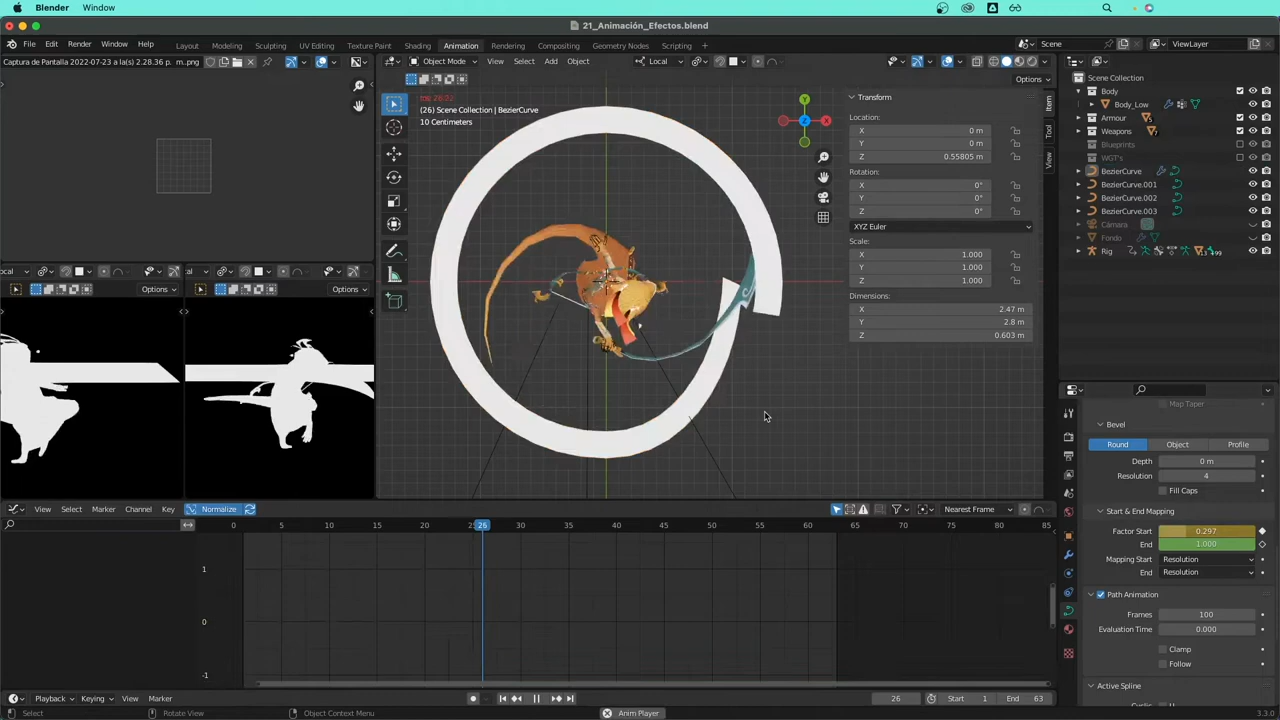 Blender Window
21_Animación_Efectos.blend
File Edit Render Window Help
Layout Modeling Sculpting UV Editing Texture Paint Shading Animation Rendering Compositing Geometry Nodes Scripting
Scene ViewLayer
Captura de Pantalla 2022-07-23 a la(s) 2.28.36 p. m..png
Object Mode View Select Add Object Local
Options
(26) Scene Collection | BezierCurve
10 Centimeters
Y
X
Z
Transform
Location:
X 0 m
Y 0 m
Z 0.55805 m
Rotation:
X 0°
Y 0°
Z 0°
XYZ Euler
Scale:
X 1.000
Y 1.000
Z 1.000
Dimensions:
X 2.47 m
Y 2.8 m
Z 0.603 m
Item
Tool
View
Scene Collection
Body
Body_Low
Armour 5
Weapons 7
Blueprints
WGT's
BezierCurve
BezierCurve.001
BezierCurve.002
BezierCurve.003
Cámara
Fondo
Rig
ocal Options
al Options
Map Taper
Bevel
Round Object Profile
Depth 0 m
Resolution 4
Fill Caps
Start & End Mapping
Factor Start 0.297
End 1.000
Mapping Start Resolution
End Resolution
Path Animation
Frames 100
Evaluation Time 0.000
Clamp
Follow
Active Spline
View Select Marker Channel Key Normalize Nearest Frame
0 5 10 15 20 25 26 30 35 40 45 50 55 60 65 70 75 80 85
1
0
-1
Playback Keying View Marker 26 Start 1 End 63
Select Rotate View Object Context Menu Anim Player 3.3.0